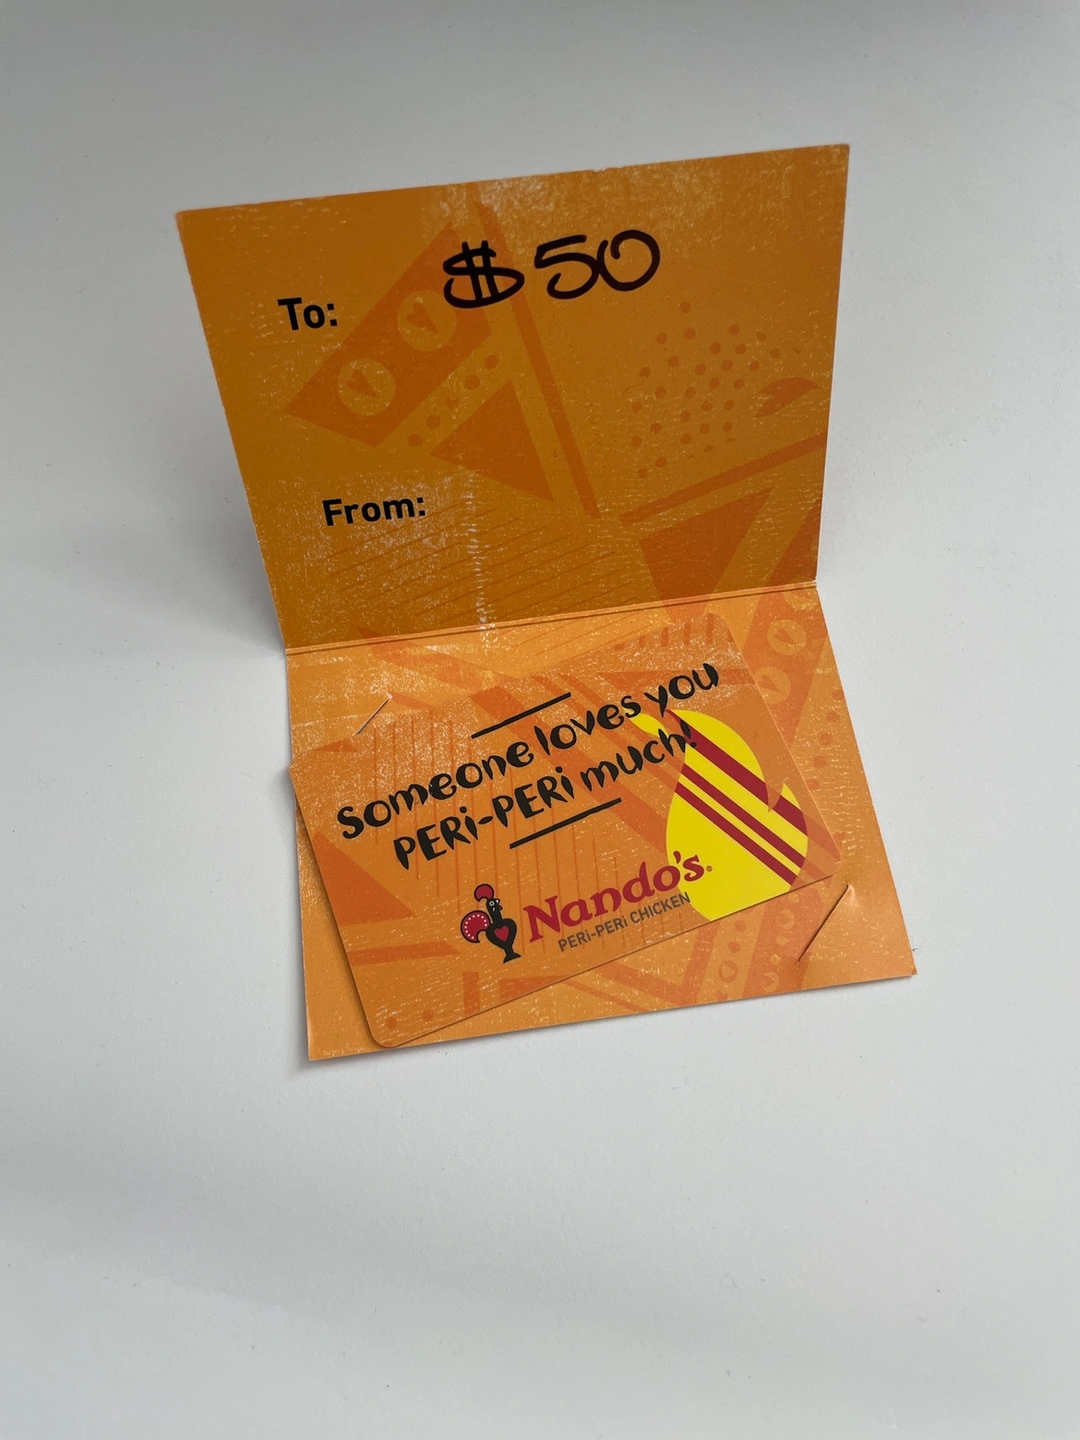 $50
To:
From:
Someone loves you
PERi-PERi much!
Nando's®
PERi-PERi CHICKEN